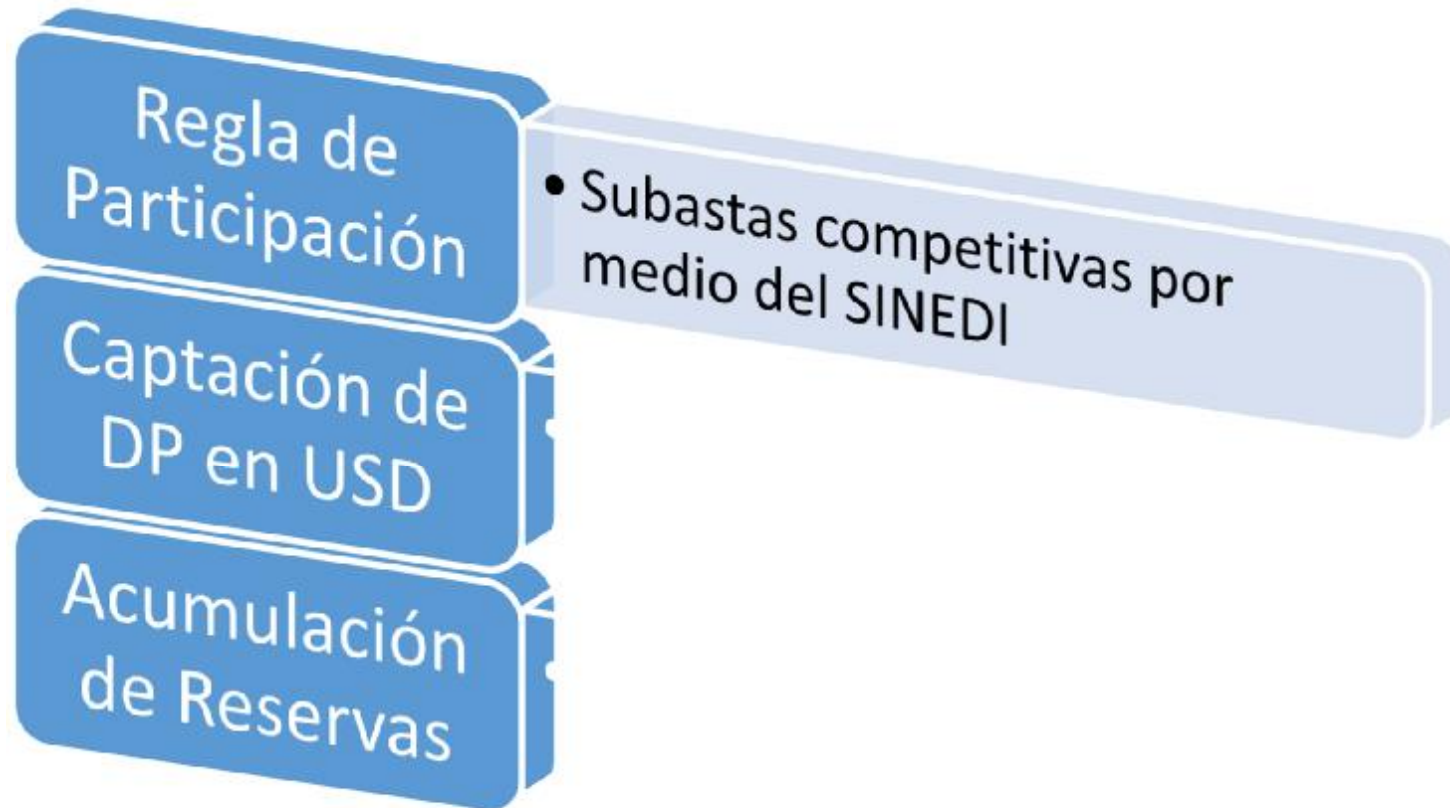 Regla de
Participación
• Subastas competitivas por
medio del SINEDI
Captación de
DP en USD
Acumulación
de Reservas